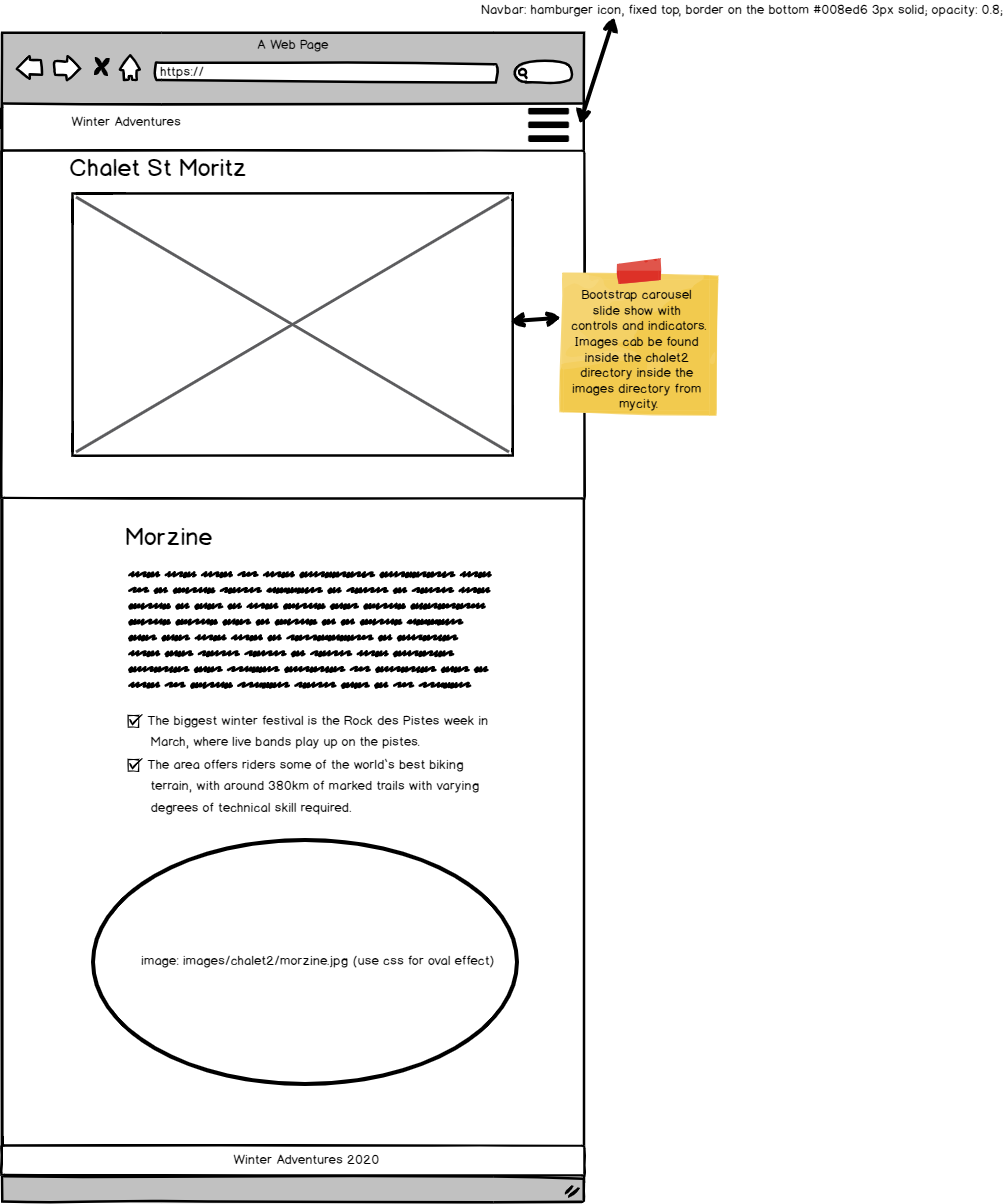 Navbar: hamburger icon, fixed top, border on the bottom #008ed6 3px solid; opacity: 0.8;
A Web Page
https://
Winter Adventures
Chalet St Moritz
Bootstrap carousel
slide show with
controls and indicators.
Images cab be found
inside the chalet2
directory inside the
images directory from
mycity.
Morzine
The biggest winter festival is the Rock des Pistes week in
March, where live bands play up on the pistes.
The area offers riders some of the world`s best biking
terrain, with around 380km of marked trails with varying
degrees of technical skill required.
image: images/chalet2/morzine.jpg (use css for oval effect)
Winter Adventures 2020